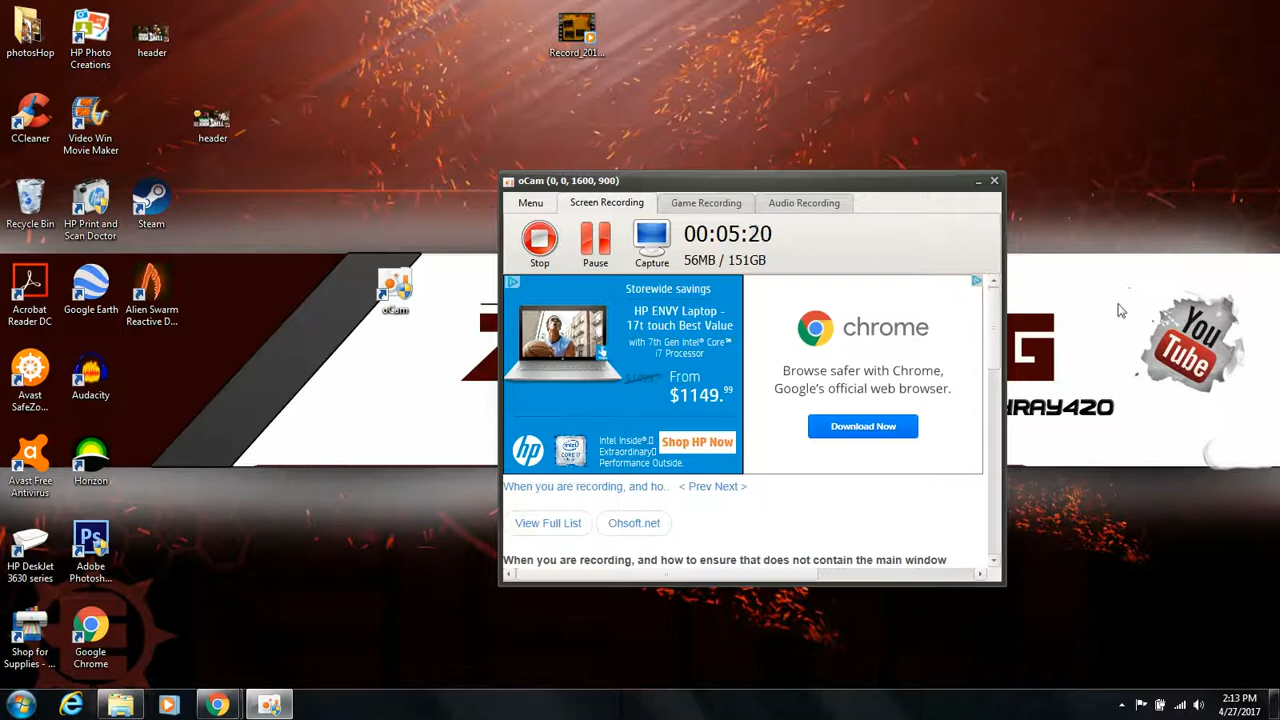 photosHop
HP Photo
Creations
header
Record_201...
CCleaner
Video Win
Movie Maker
header
Recycle Bin
HP Print and
Scan Doctor
Steam
Acrobat
Reader DC
Google Earth
Alien Swarm
Reactive D...
oCam
Avast
SafeZo...
Audacity
Avast Free
Antivirus
Horizon
HP DeskJet
3630 series
Adobe
Photosh...
Shop for
Supplies - ...
Google
Chrome
oCam (0, 0, 1600, 900)
Menu
Screen Recording
Game Recording
Audio Recording
Stop
Pause
Capture
00:05:20
56MB / 151GB
Storewide savings
HP ENVY Laptop -
17t touch Best Value
with 7th Gen Intel® Core™
i7 Processor
From
$1149.99
hp
Intel Inside®.
Extraordinary
Performance Outside.
Shop HP Now
chrome
Browse safer with Chrome,
Google's official web browser.
Download Now
When you are recording, and ho.. < Prev Next >
View Full List
Ohsoft.net
When you are recording, and how to ensure that does not contain the main window
G
RAY420
You
Tube
2:13 PM
4/27/2017